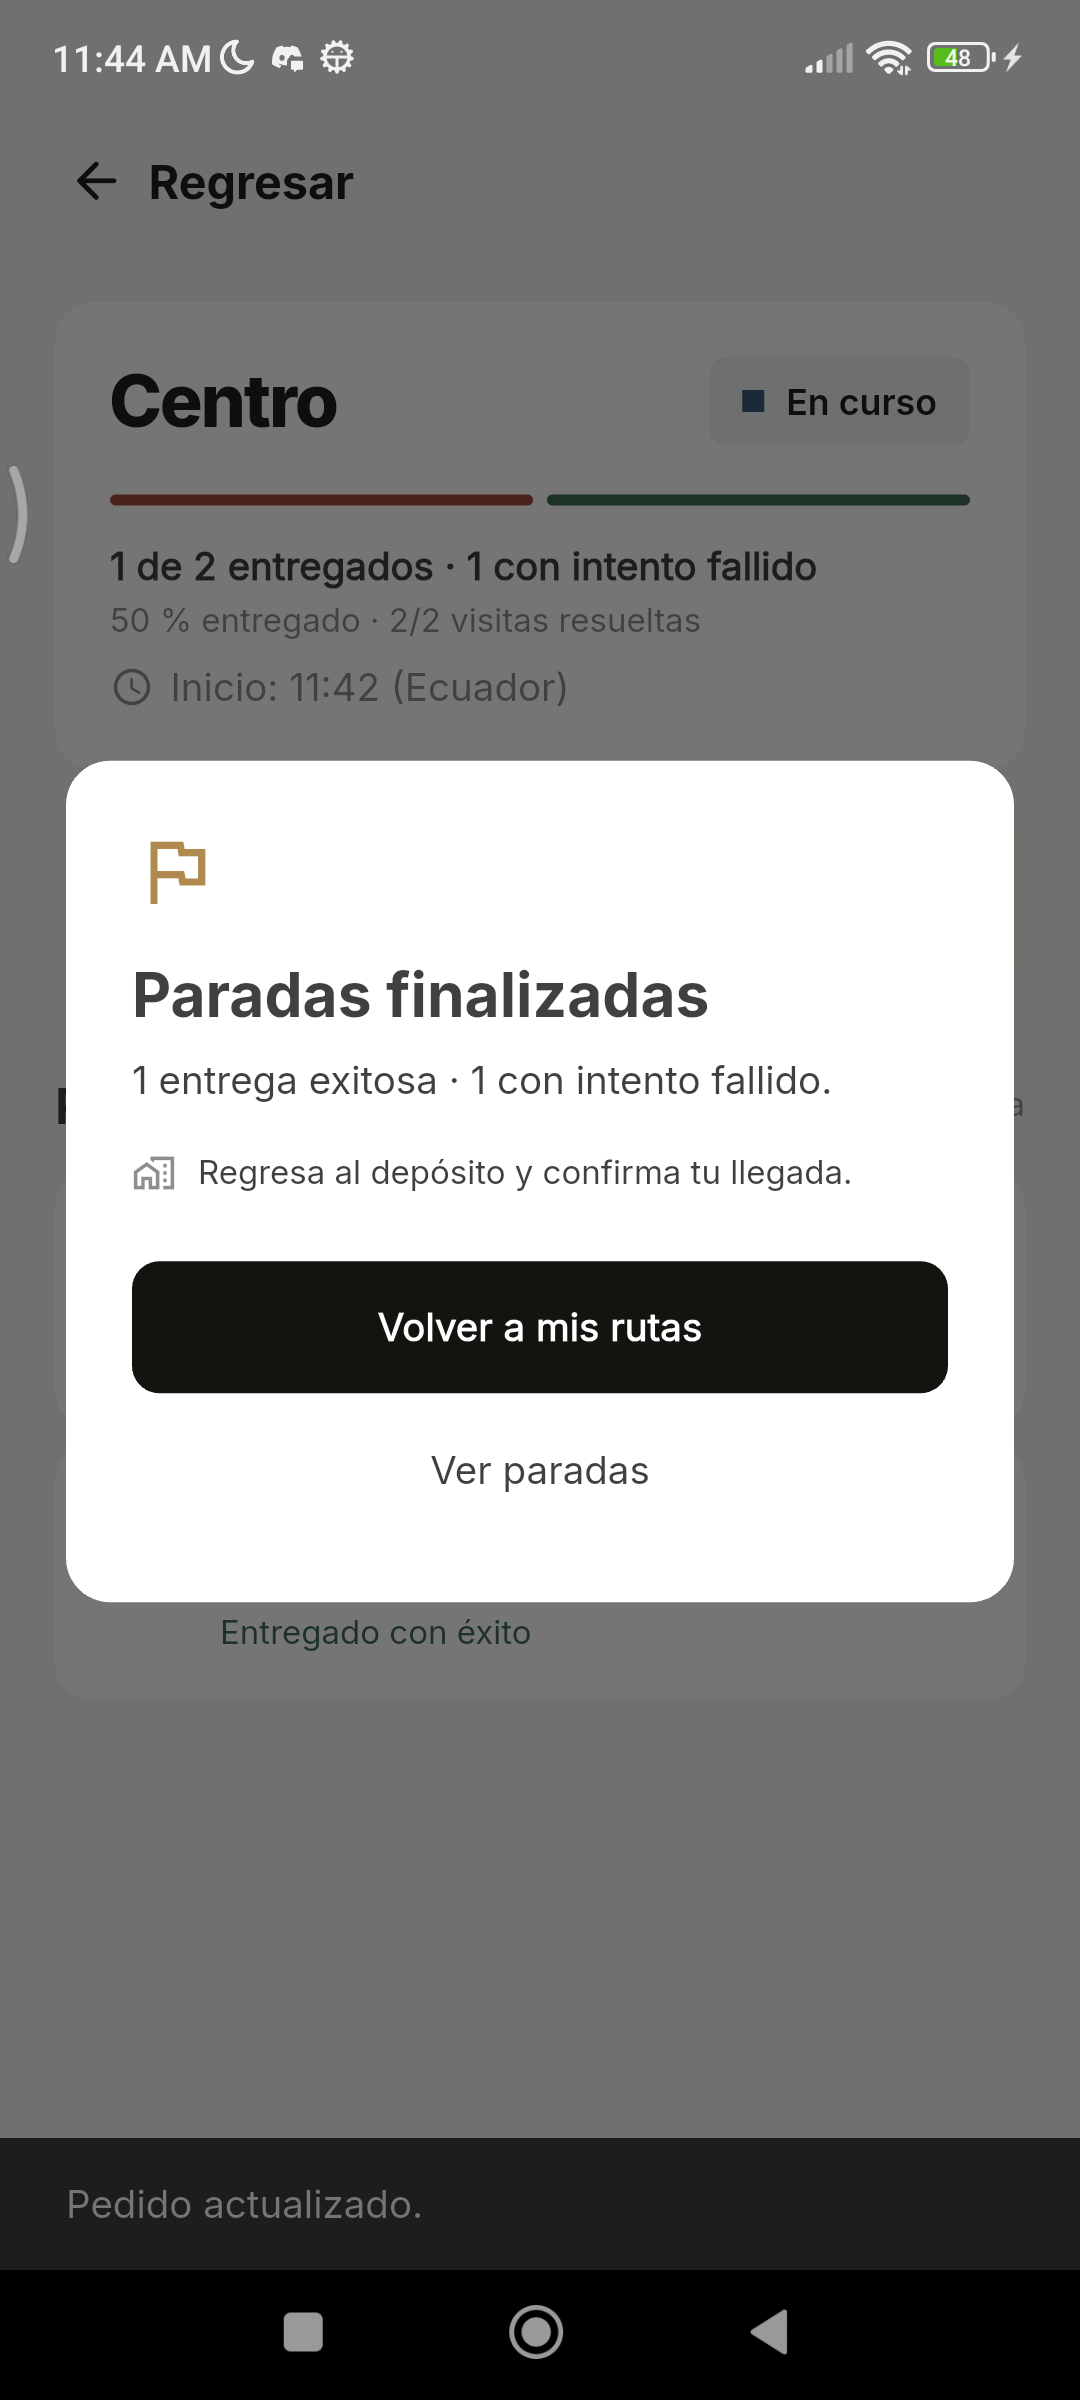 11:44 AM
48
Regresar
Centro
En curso
1 de 2 entregados · 1 con intento fallido
50 % entregado · 2/2 visitas resueltas
Inicio: 11:42 (Ecuador)
Paradas finalizadas
1 entrega exitosa · 1 con intento fallido.
Regresa al depósito y confirma tu llegada.
Volver a mis rutas
Ver paradas
Entregado con éxito
Pedido actualizado.